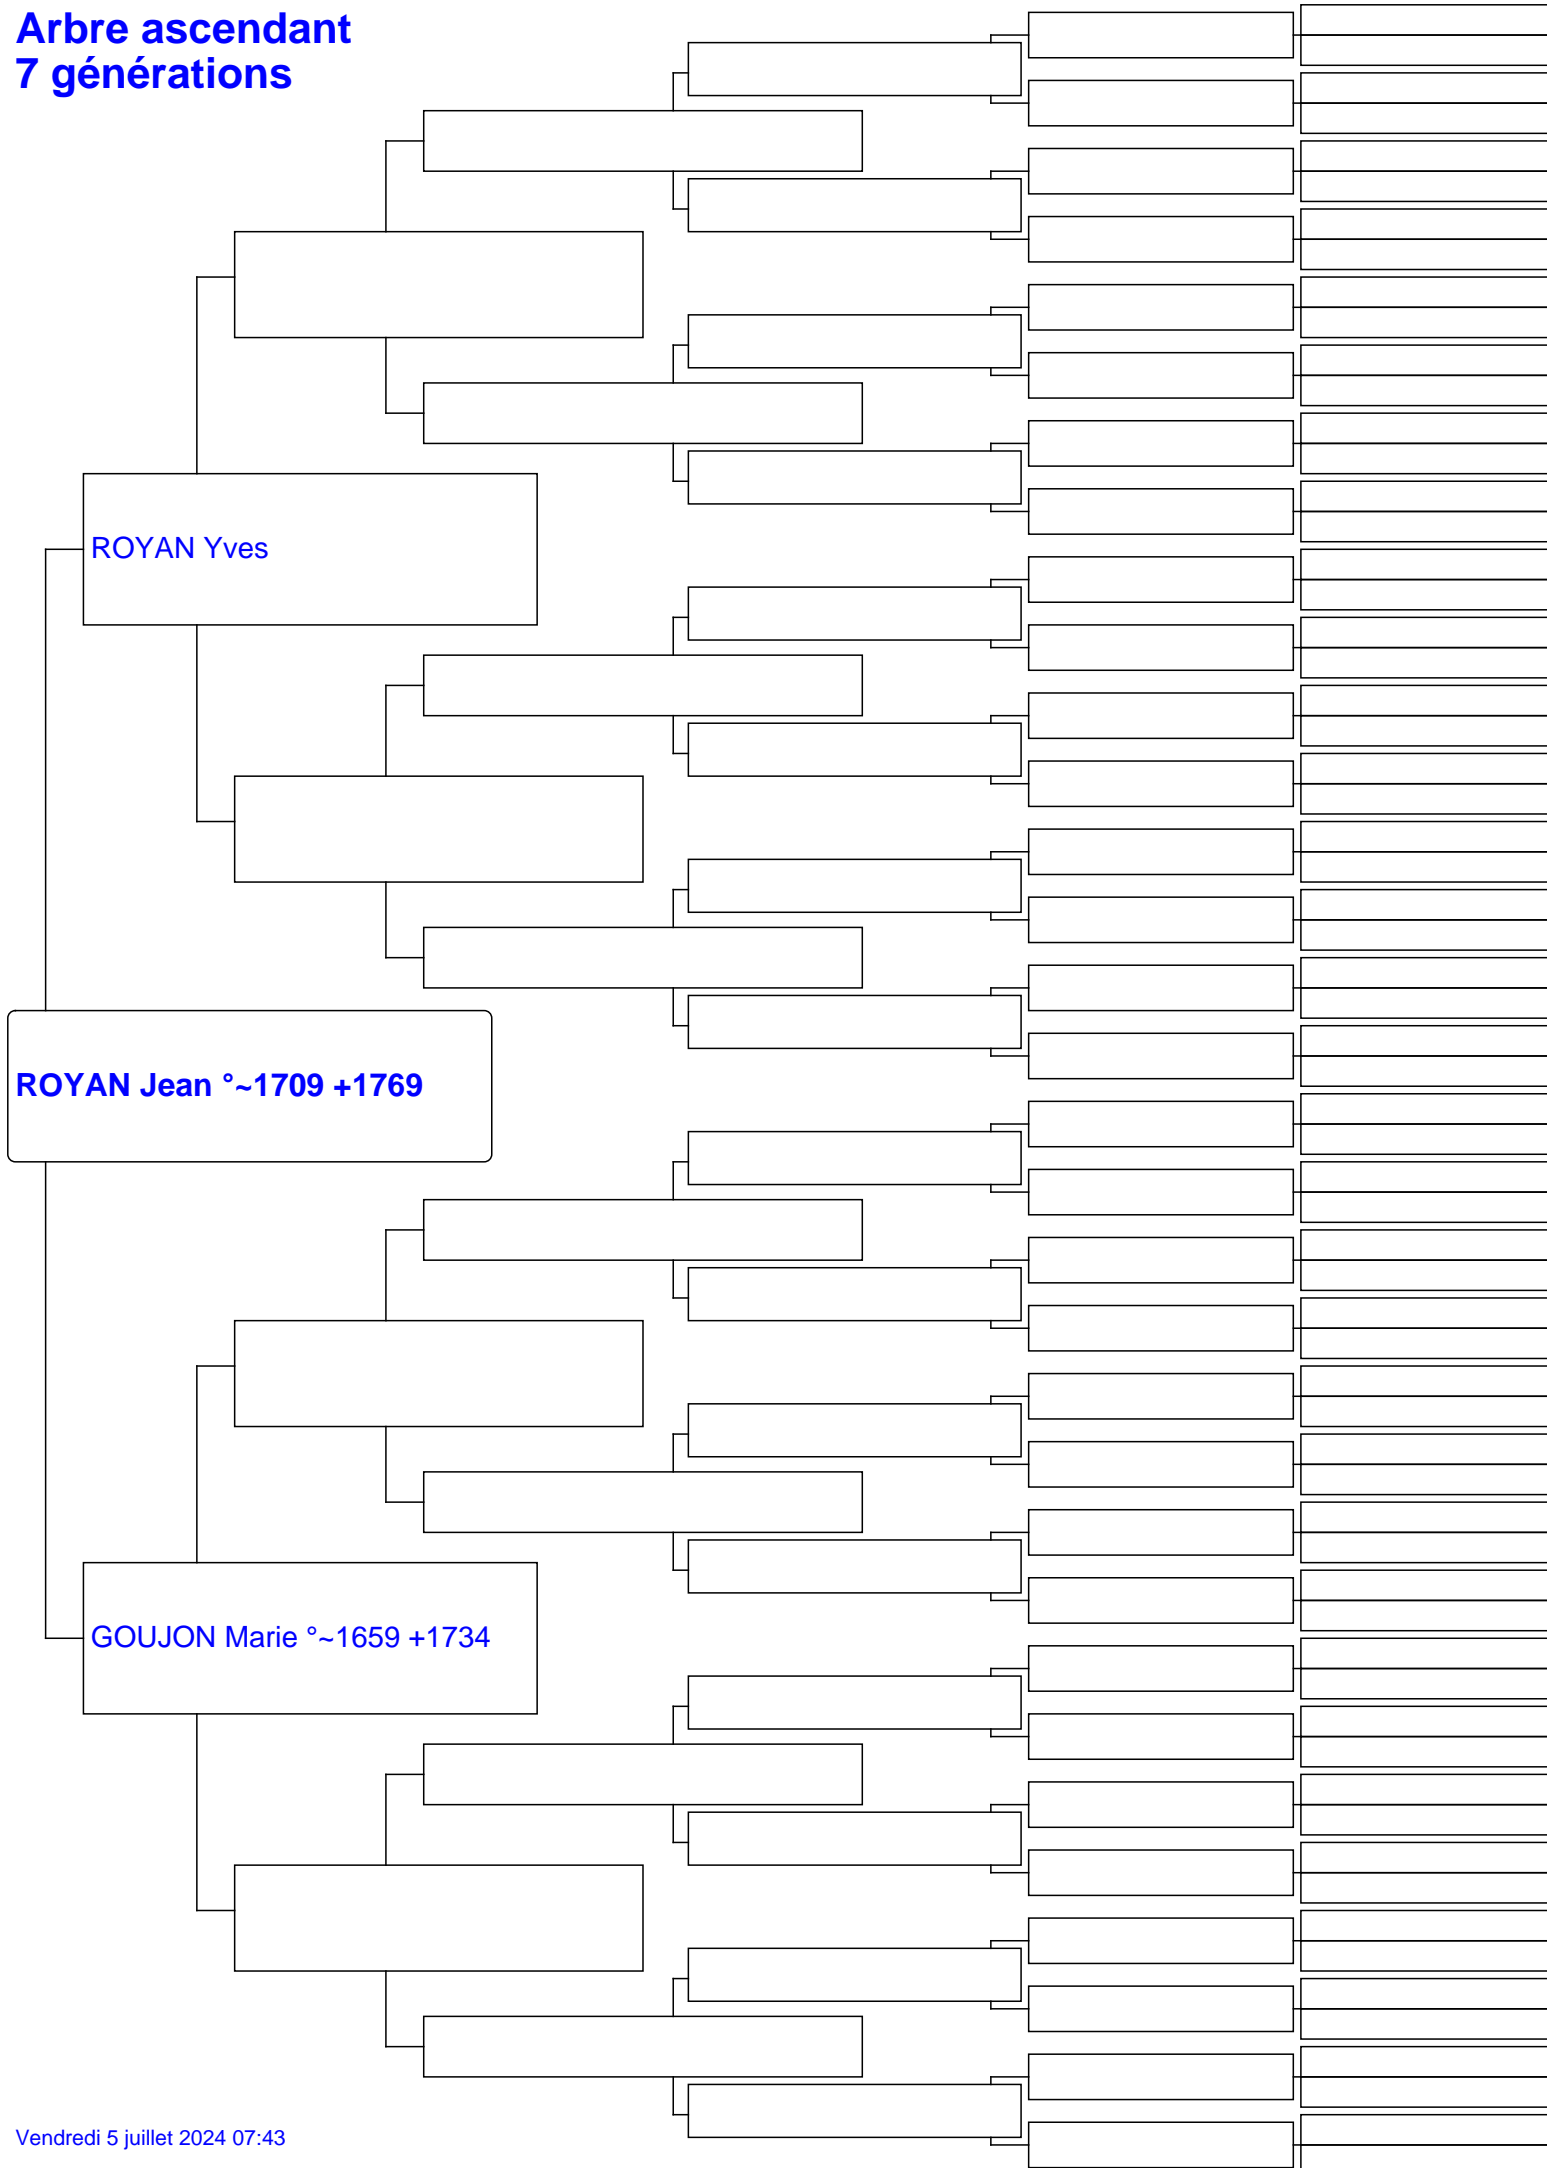 Arbre ascendant
7 générations
ROYAN Yves
ROYAN Jean °~1709 +1769
GOUJON Marie °~1659 +1734
Vendredi 5 juillet 2024 07:43